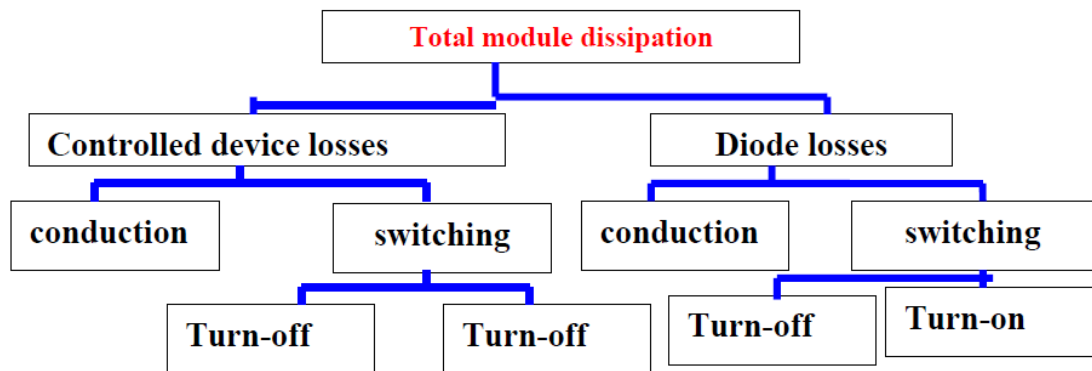 Total module dissipation
Controlled device losses
Diode losses
conduction
switching
conduction
switching
Turn-off
Turn-off
Turn-off
Turn-on